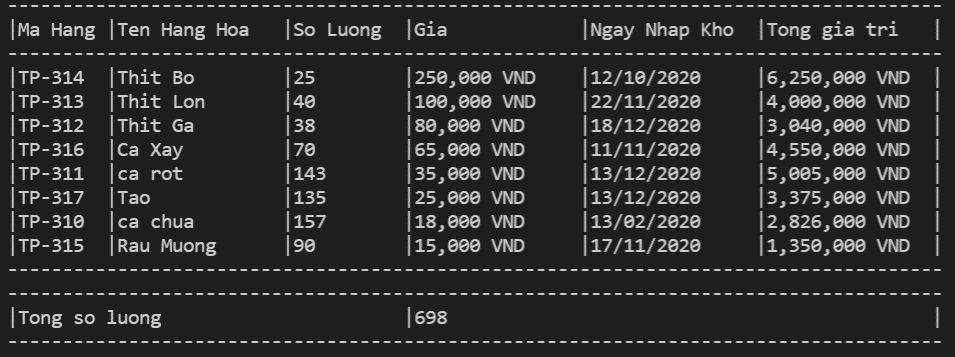 |Ma Hang |Ten Hang Hoa   |So Luong  |Gia            |Ngay Nhap Kho  |Tong gia tri   |
|TP-314  |Thit Bo        |25        |250,000 VND    |12/10/2020     |6,250,000 VND  |
|TP-313  |Thit Lon       |40        |100,000 VND    |22/11/2020     |4,000,000 VND  |
|TP-312  |Thit Ga        |38        |80,000 VND     |18/12/2020     |3,040,000 VND  |
|TP-316  |Ca Xay         |70        |65,000 VND     |11/11/2020     |4,550,000 VND  |
|TP-311  |ca rot         |143       |35,000 VND     |13/12/2020     |5,005,000 VND  |
|TP-317  |Tao            |135       |25,000 VND     |13/12/2020     |3,375,000 VND  |
|TP-310  |ca chua        |157       |18,000 VND     |13/02/2020     |2,826,000 VND  |
|TP-315  |Rau Muong      |90        |15,000 VND     |17/11/2020     |1,350,000 VND  |
|Tong so luong                      |698                                            |